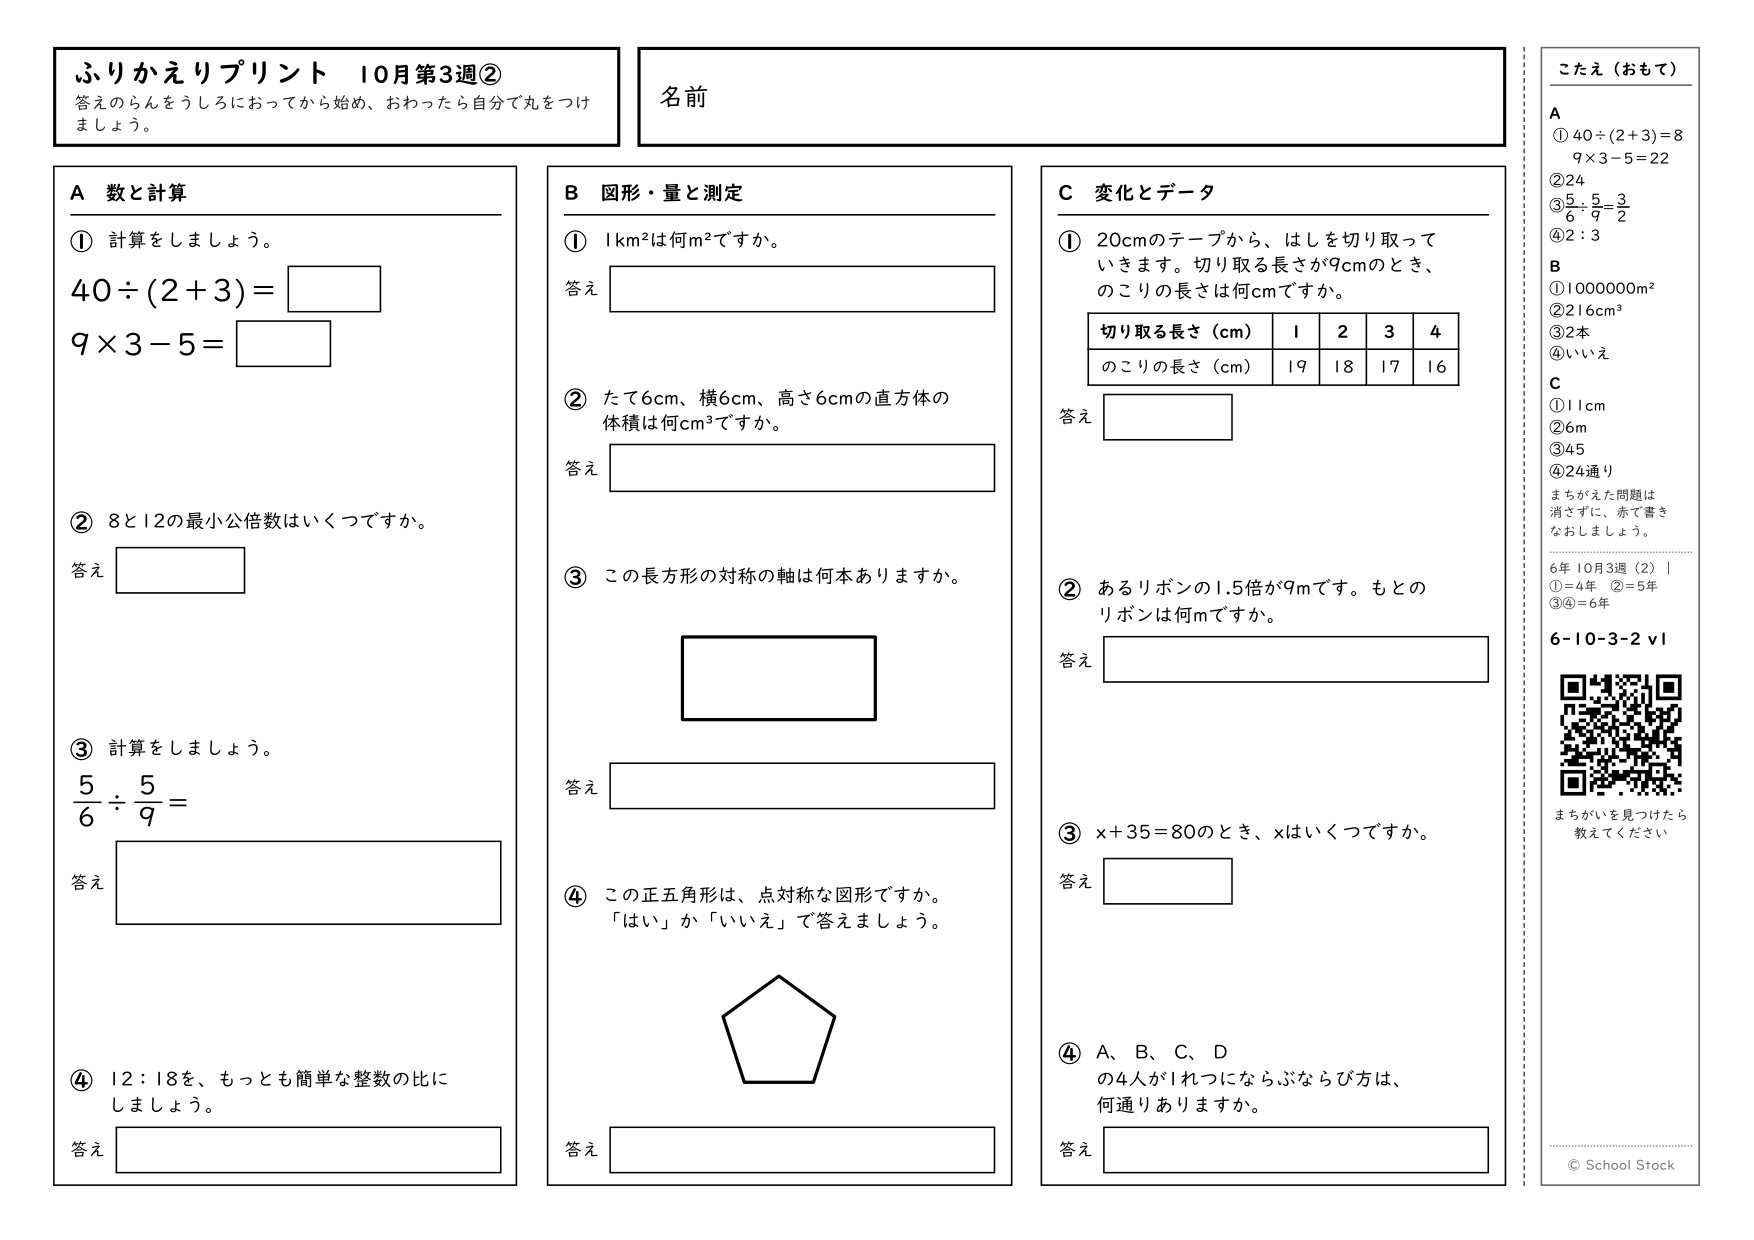 ふりかえりプリント　10月第3週②
答えのらんをうしろにおってから始め、おわったら自分で丸をつけ
ましょう。
名前
A　数と計算
① 計算をしましょう。
40÷(2+3)=
9×3−5=
② 8と12の最小公倍数はいくつですか。
答え
③ 計算をしましょう。
5/6÷5/9=
答え
④ 12：18を、もっとも簡単な整数の比に
しましょう。
答え
B　図形・量と測定
① 1km²は何m²ですか。
答え
② たて6cm、横6cm、高さ6cmの直方体の
体積は何cm³ですか。
答え
③ この長方形の対称の軸は何本ありますか。
答え
④ この正五角形は、点対称な図形ですか。
「はい」か「いいえ」で答えましょう。
答え
C　変化とデータ
① 20cmのテープから、はしを切り取って
いきます。切り取る長さが9cmのとき、
のこりの長さは何cmですか。
切り取る長さ（cm） 1 2 3 4
のこりの長さ（cm） 19 18 17 16
答え
② あるリボンの1.5倍が9mです。もとの
リボンは何mですか。
答え
③ x+35=80のとき、xはいくつですか。
答え
④ A、 B、 C、 D
の4人が1れつにならぶならび方は、
何通りありますか。
答え
こたえ（おもて）
A
① 40÷(2+3)=8
9×3−5=22
②24
③5/6÷5/9=3/2
④2：3
B
①1000000m²
②216cm³
③2本
④いいえ
C
①11cm
②6m
③45
④24通り
まちがえた問題は
消さずに、赤で書き
なおしましょう。
6年 10月3週（2）｜
①=4年　②=5年
③④=6年
6-10-3-2 v1
まちがいを見つけたら
教えてください
© School Stock